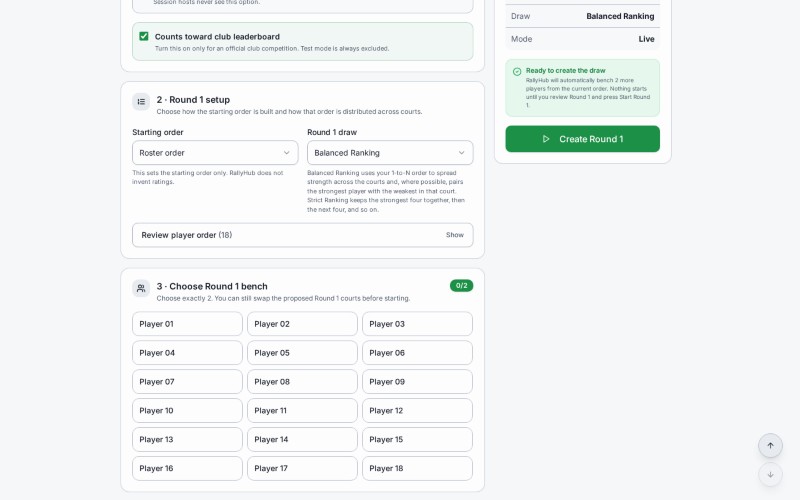 Session hosts never see this option.
Counts toward club leaderboard
Turn this on only for an official club competition. Test mode is always excluded.
2 · Round 1 setup
Choose how the starting order is built and how that order is distributed across courts.
Starting order
Roster order
This sets the starting order only. RallyHub does not
invent ratings.
Round 1 draw
Balanced Ranking
Balanced Ranking uses your 1-to-N order to spread
strength across the courts and, where possible, pairs
the strongest player with the weakest in that court.
Strict Ranking keeps the strongest four together, then
the next four, and so on.
Review player order (18) Show
3 · Choose Round 1 bench 0/2
Choose exactly 2. You can still swap the proposed Round 1 courts before starting.
Player 01 Player 02 Player 03
Player 04 Player 05 Player 06
Player 07 Player 08 Player 09
Player 10 Player 11 Player 12
Player 13 Player 14 Player 15
Player 16 Player 17 Player 18
Draw Balanced Ranking
Mode Live
Ready to create the draw
RallyHub will automatically bench 2 more
players from the current order. Nothing starts
until you review Round 1 and press Start Round
1.
Create Round 1